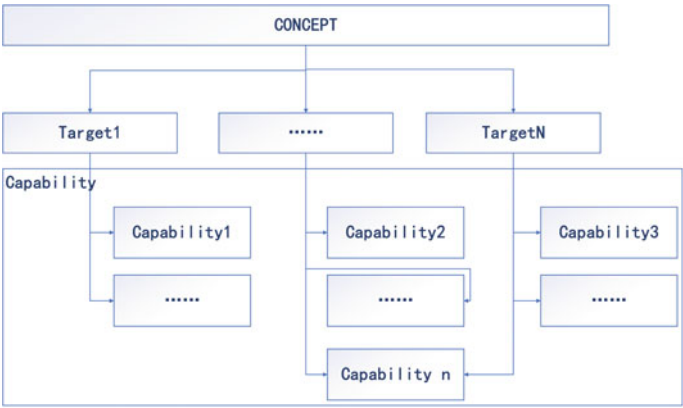 CONCEPT
Target1
……
TargetN
Capability
Capability1
Capability2
Capability3
……
……
……
Capability n